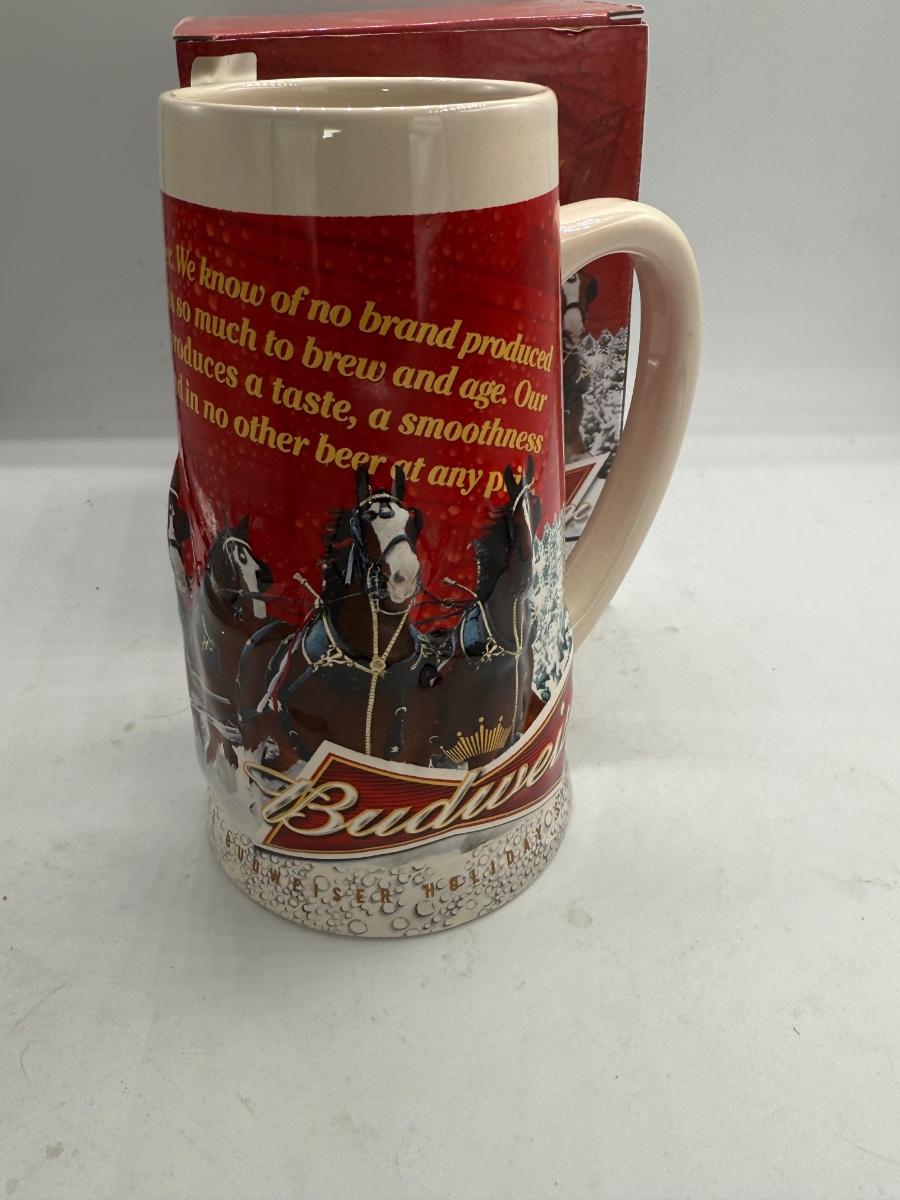 We know of no brand produced
so much to brew and age. Our
a taste, a smoothness
in no other beer at any
Budwei
BUDWEISER HOLIDAY